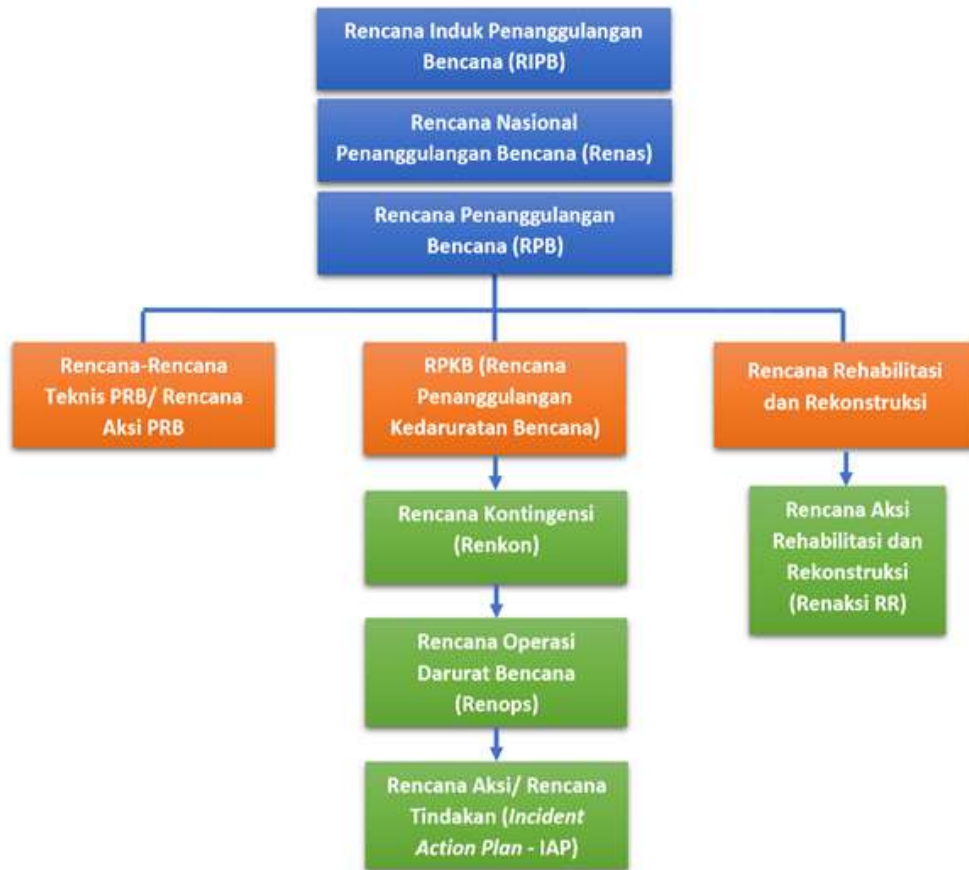 Rencana Induk Penanggulangan
Bencana (RIPB)
Rencana Nasional
Penanggulangan Bencana (Renas)
Rencana Penanggulangan
Bencana (RPB)
Rencana-Rencana
Teknis PRB/ Rencana
Aksi PRB
RPKB (Rencana
Penanggulangan
Kedaruratan Bencana)
Rencana Rehabilitasi
dan Rekonstruksi
Rencana Kontingensi
(Renkon)
Rencana Aksi
Rehabilitasi dan
Rekonstruksi
(Renaksi RR)
Rencana Operasi
Darurat Bencana
(Renops)
Rencana Aksi/ Rencana
Tindakan (Incident
Action Plan - IAP)